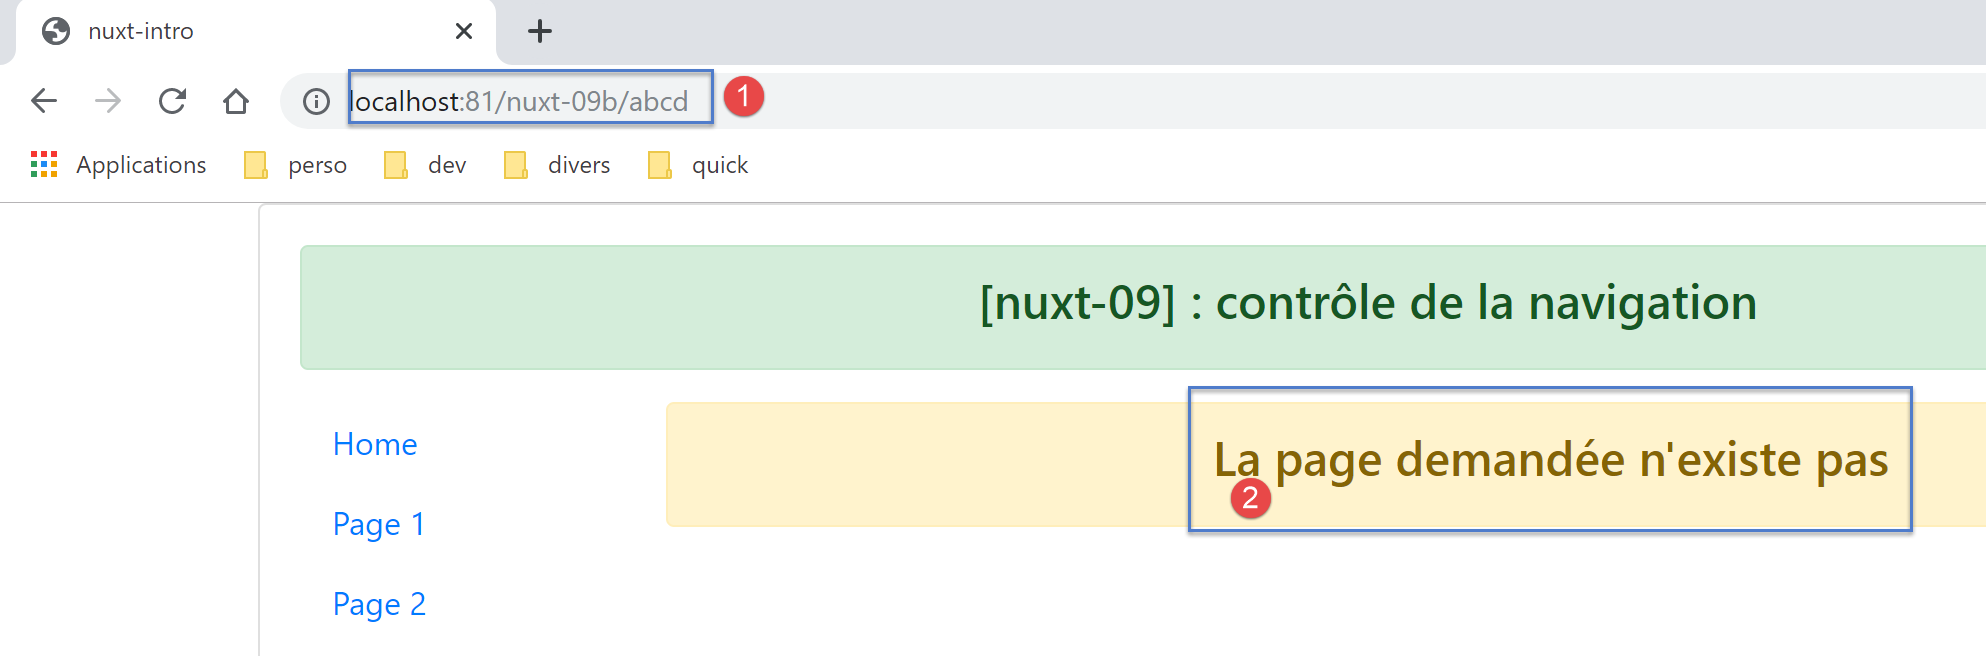 nuxt-intro
localhost:81/nuxt-09b/abcd 1
Applications perso dev divers quick
[nuxt-09] : contrôle de la navigation
Home
La page demandée n'existe pas
2
Page 1
Page 2